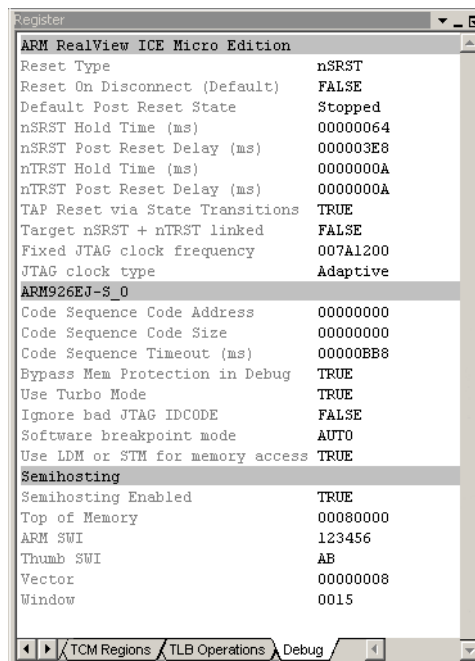 Register
ARM RealView ICE Micro Edition
Reset Type nSRST
Reset On Disconnect (Default) FALSE
Default Post Reset State Stopped
nSRST Hold Time (ms) 00000064
nSRST Post Reset Delay (ms) 000003E8
nTRST Hold Time (ms) 0000000A
nTRST Post Reset Delay (ms) 0000000A
TAP Reset via State Transitions TRUE
Target nSRST + nTRST linked FALSE
Fixed JTAG clock frequency 007A1200
JTAG clock type Adaptive
ARM926EJ-S_0
Code Sequence Code Address 00000000
Code Sequence Code Size 00000000
Code Sequence Timeout (ms) 00000BB8
Bypass Mem Protection in Debug TRUE
Use Turbo Mode TRUE
Ignore bad JTAG IDCODE FALSE
Software breakpoint mode AUTO
Use LDM or STM for memory access TRUE
Semihosting
Semihosting Enabled TRUE
Top of Memory 00080000
ARM SWI 123456
Thumb SWI AB
Vector 00000008
Window 0015
TCM Regions TLB Operations Debug